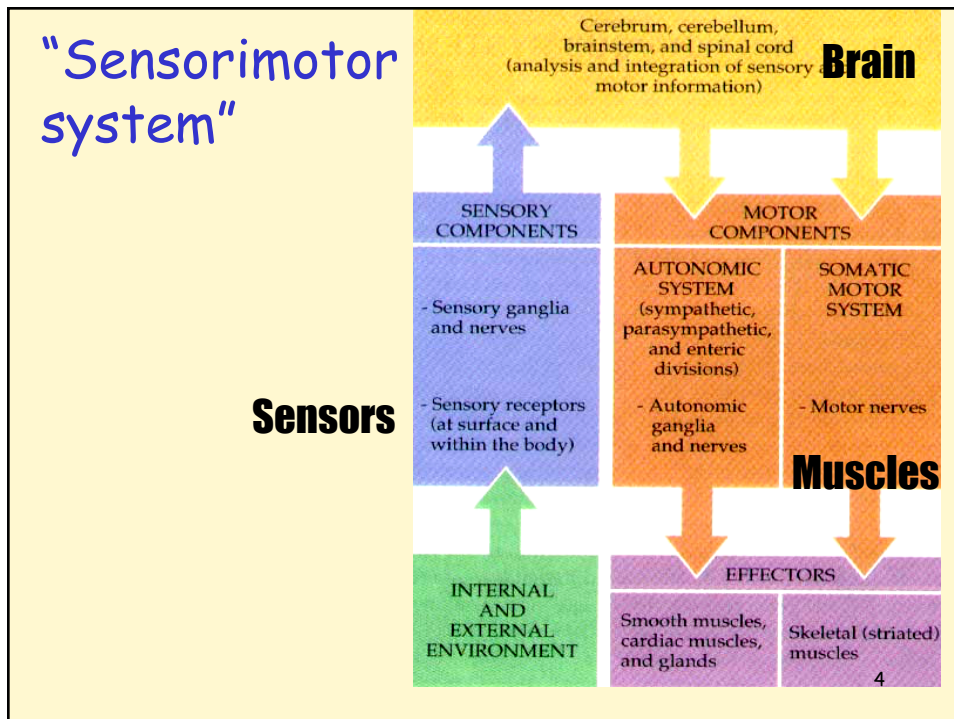 “Sensorimotor
system”
Cerebrum, cerebellum,
brainstem, and spinal cord
(analysis and integration of sensory a
motor information)
Brain
SENSORY
COMPONENTS
- Sensory ganglia
and nerves
- Sensory receptors
(at surface and
within the body)
Sensors
MOTOR
COMPONENTS
AUTONOMIC
SYSTEM
(sympathetic,
parasympathetic,
and enteric
divisions)
- Autonomic
ganglia
and nerves
SOMATIC
MOTOR
SYSTEM
- Motor nerves
Muscles
INTERNAL
AND
EXTERNAL
ENVIRONMENT
EFFECTORS
Smooth muscles,
cardiac muscles,
and glands
Skeletal (striated)
muscles
4